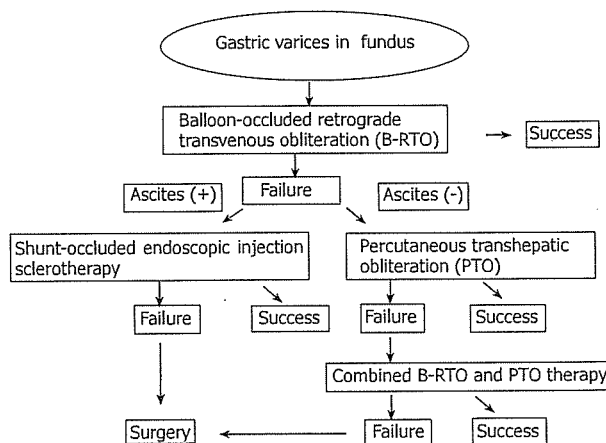 Gastric varices in fundus
Balloon-occluded retrograde
transvenous obliteration (B-RTO)
Success
Ascites (+)
Failure
Ascites (-)
Shunt-occluded endoscopic injection
sclerotherapy
Percutaneous transhepatic
obliteration (PTO)
Failure
Success
Failure
Success
Combined B-RTO and PTO therapy
Surgery
Failure
Success